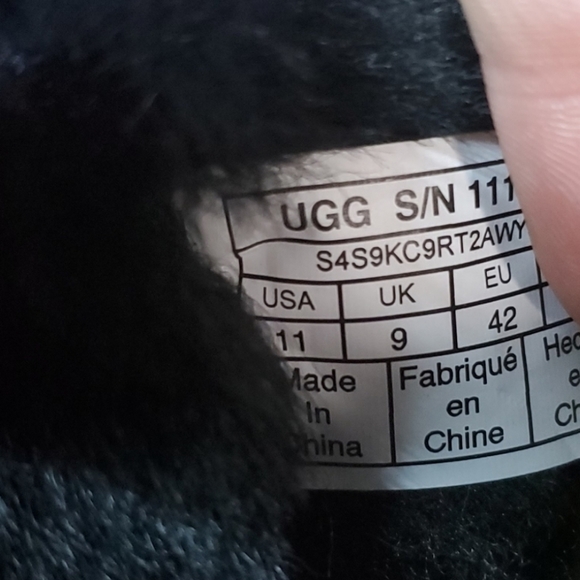 UGG S/N 111
S4S9KC9RT2AWY
USA UK EU
11 9 42
Made Fabriqué
In en
China Chine